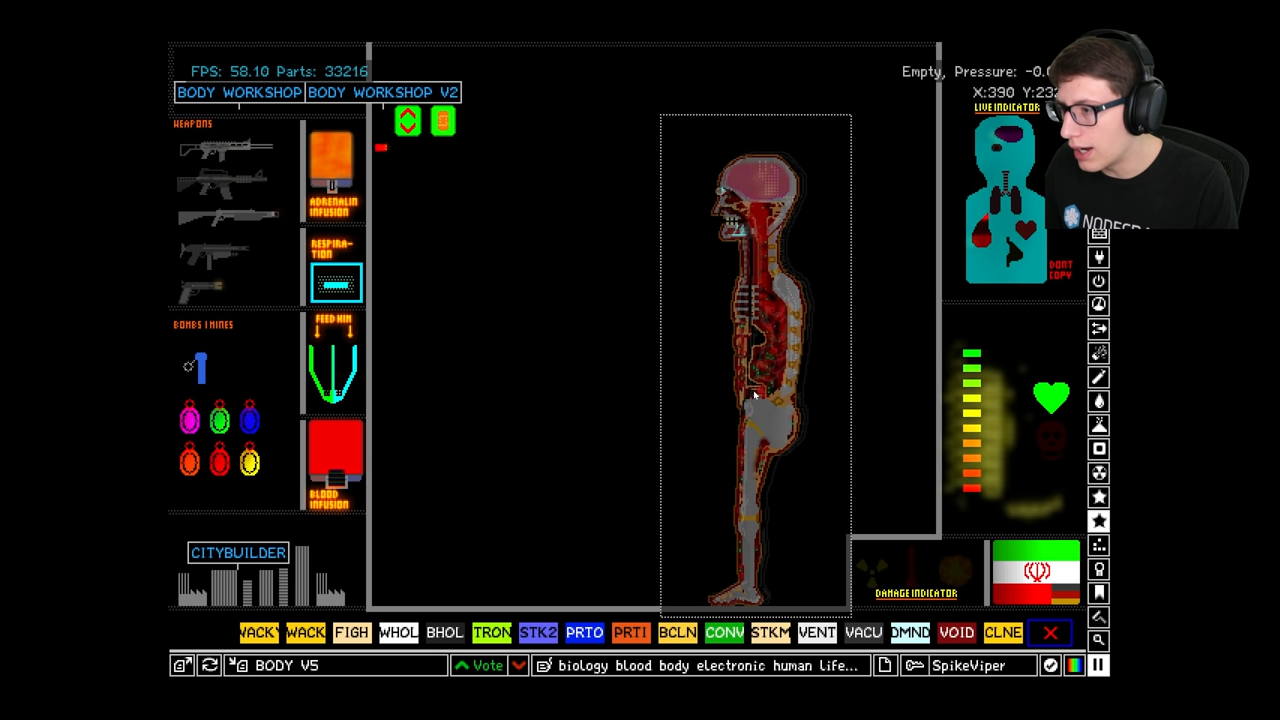 FPS: 58.10 Parts: 33216
Empty, Pressure: -0.0
X:390 Y:232
BODY WORKSHOP
BODY WORKSHOP V2
LIVE INDICATOR
WEAPONS
ADRENALIN
INFUSION
RESPIRA-
TION
DONT
COPY
FEED HIM
BOMBS | MINES
BLOOD
INFUSION
CITYBUILDER
DAMAGE INDICATOR
WACKY WACK FIGH WHOL BHOL TRON STK2 PRTO PRTI BCLN CONV STKM VENT VACU DMND VOID CLNE
BODY V5
Vote
biology blood body electronic human life...
SpikeViper